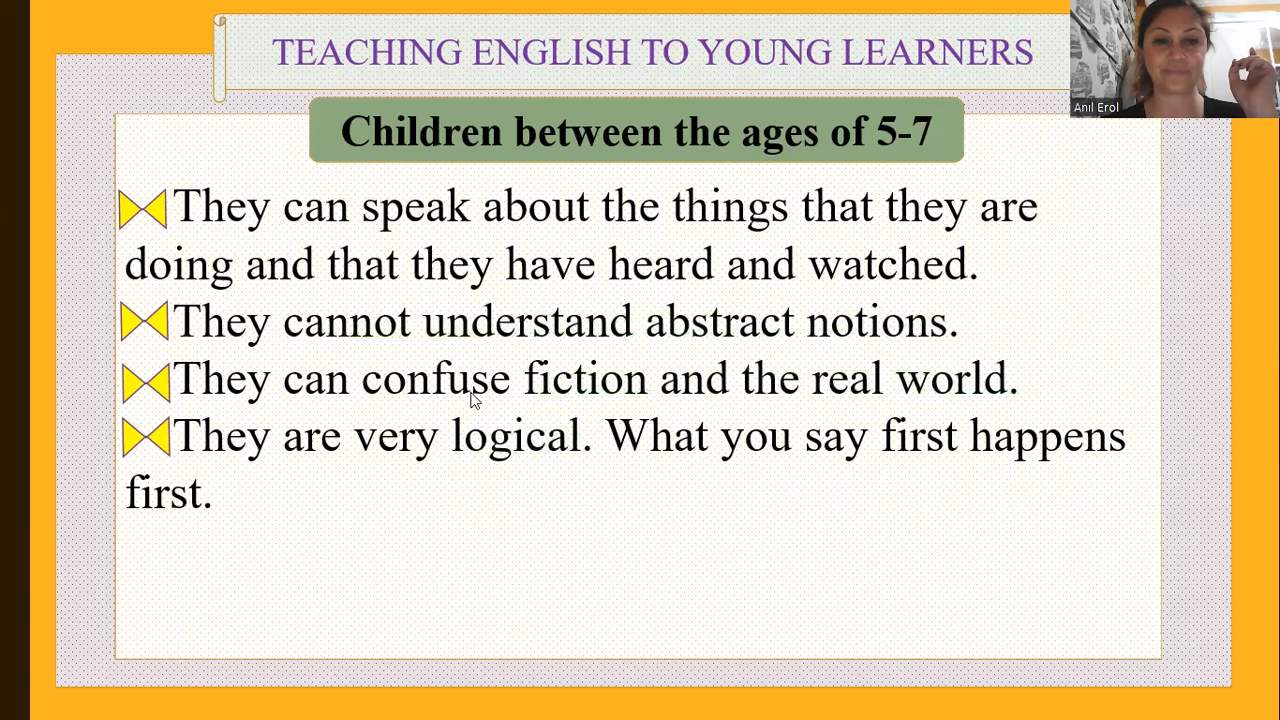 TEACHING ENGLISH TO YOUNG LEARNERS
Anıl Erol
Children between the ages of 5-7
They can speak about the things that they are
doing and that they have heard and watched.
They cannot understand abstract notions.
They can confuse fiction and the real world.
They are very logical. What you say first happens
first.